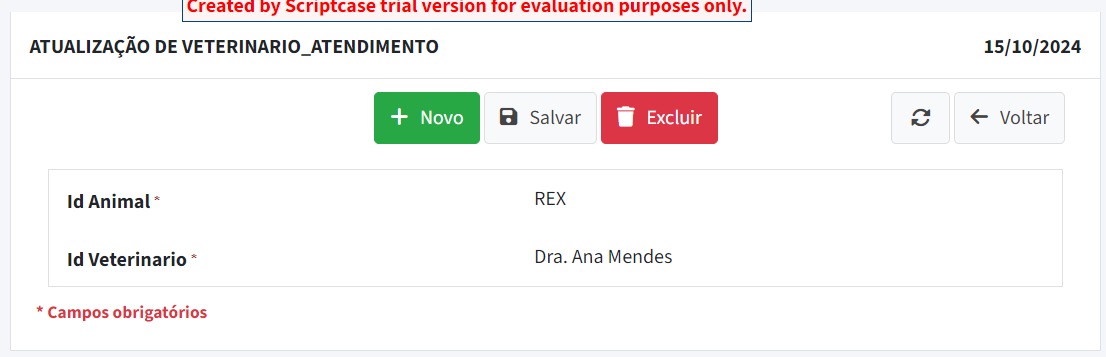 Created by Scriptcase trial version for evaluation purposes only.
ATUALIZAÇÃO DE VETERINARIO_ATENDIMENTO 15/10/2024
Novo Salvar Excluir Voltar
Id Animal * REX
Id Veterinario * Dra. Ana Mendes
* Campos obrigatórios